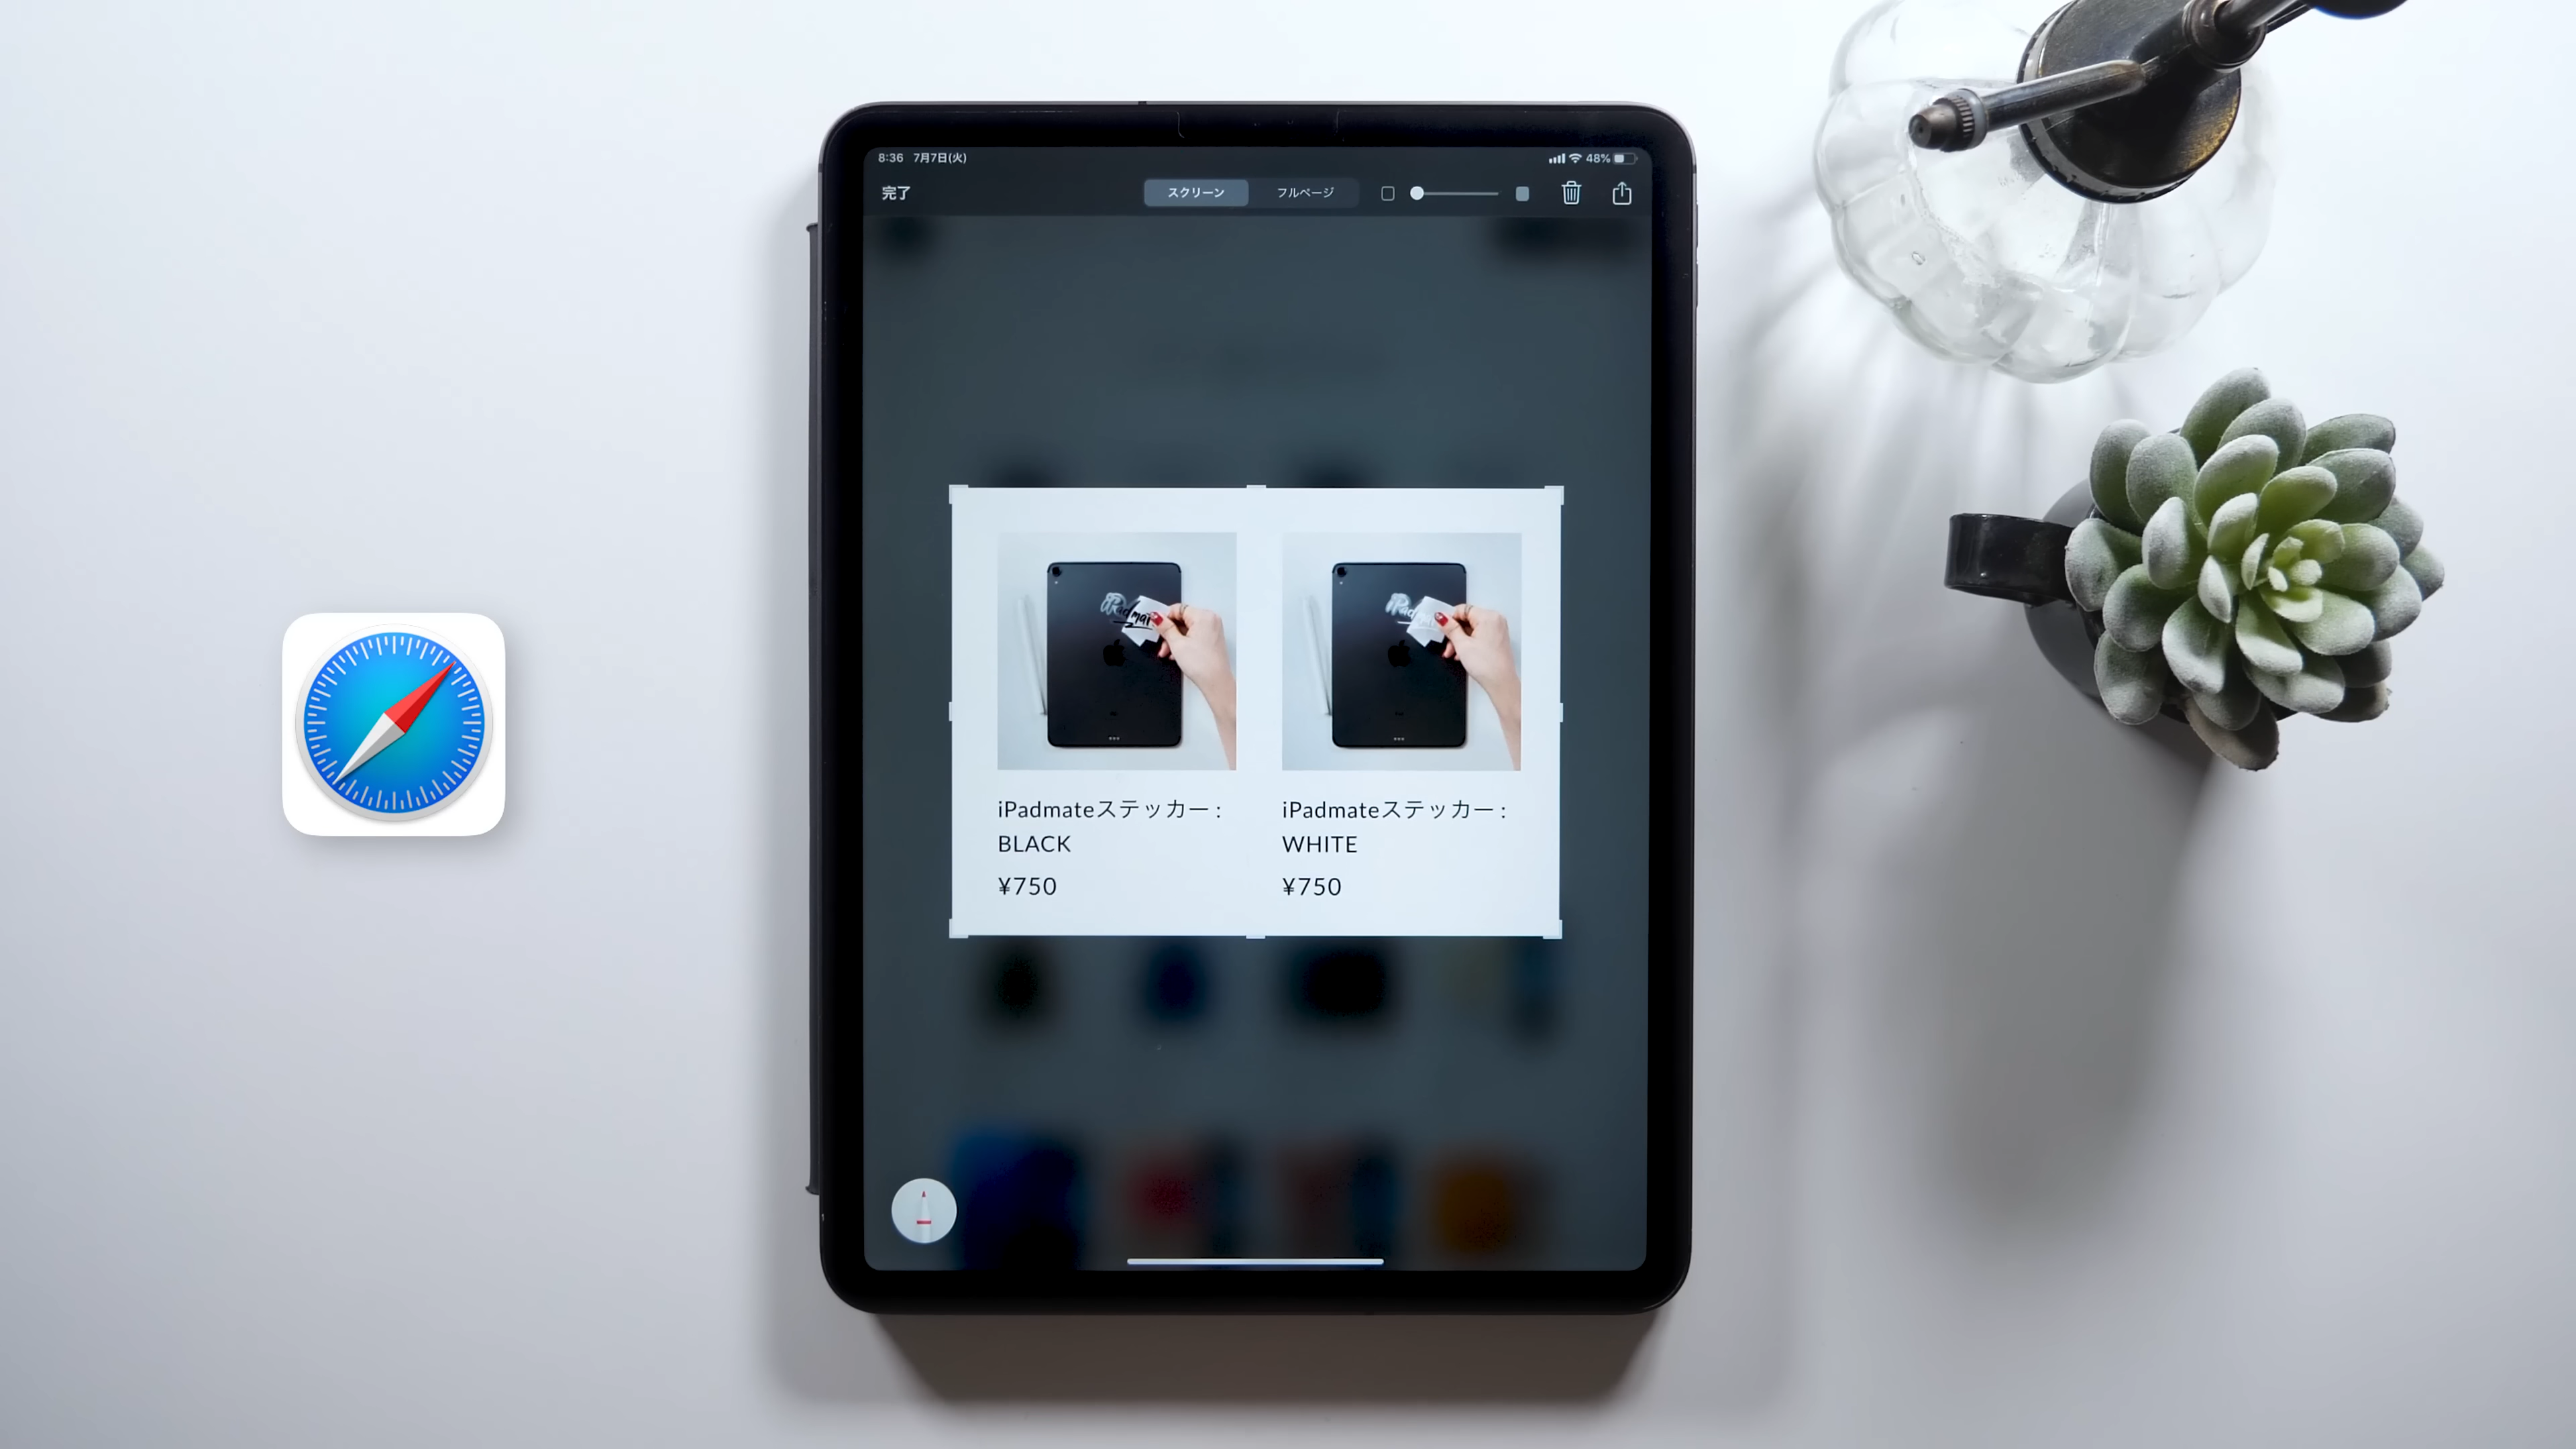 8:36 7月7日(火)
48%
完了
スクリーン
フルページ
iPadmateステッカー :
BLACK
¥750
iPadmateステッカー :
WHITE
¥750